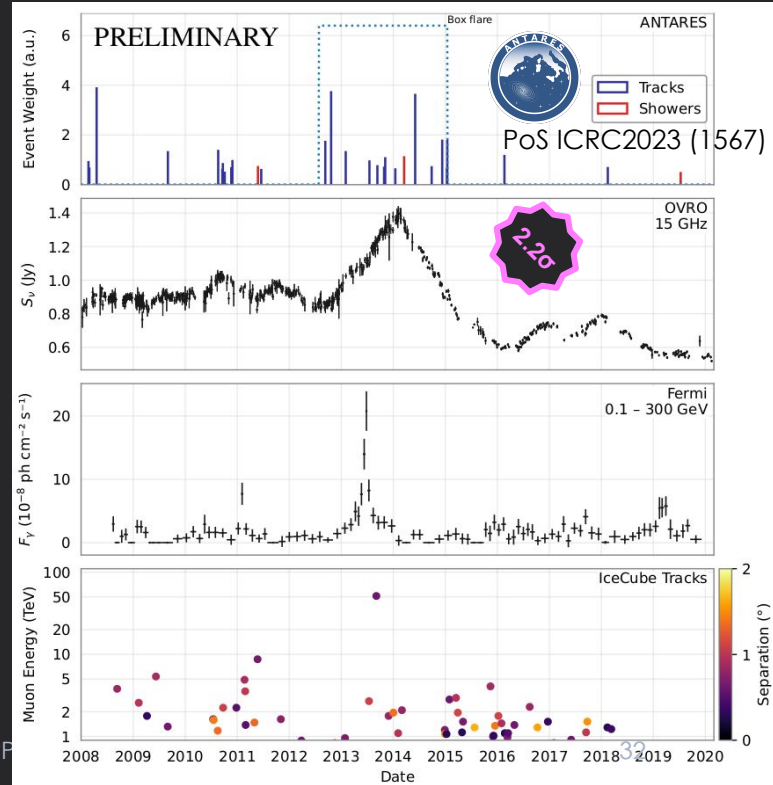 Box flare
ANTARES
PRELIMINARY
ANTARES
Tracks
Showers
PoS ICRC2023 (1567)
Event Weight (a.u.)
6
4
2
0
OVRO
15 GHz
2.2σ
Sν (Jy)
1.4
1.2
1.0
0.8
0.6
Fermi
0.1 – 300 GeV
Fγ (10⁻⁸ ph cm⁻² s⁻¹)
20
10
0
IceCube Tracks
Muon Energy (TeV)
100
50
20
10
5
2
1
2
1
0
Separation (°)
P
32
2008 2009 2010 2011 2012 2013 2014 2015 2016 2017 2018 2019 2020
Date